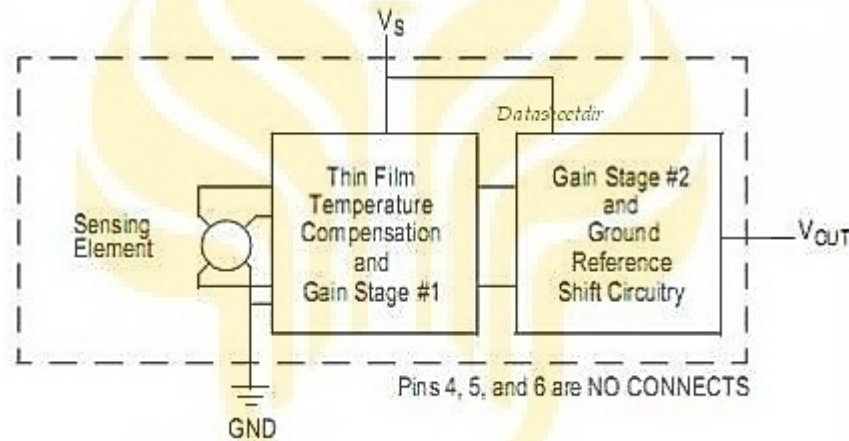 VS
Datasheetdir
Thin Film
Temperature
Compensation
and
Gain Stage #1
Gain Stage #2
and
Ground
Reference
Shift Circuitry
Sensing
Element
VOUT
Pins 4, 5, and 6 are NO CONNECTS
GND